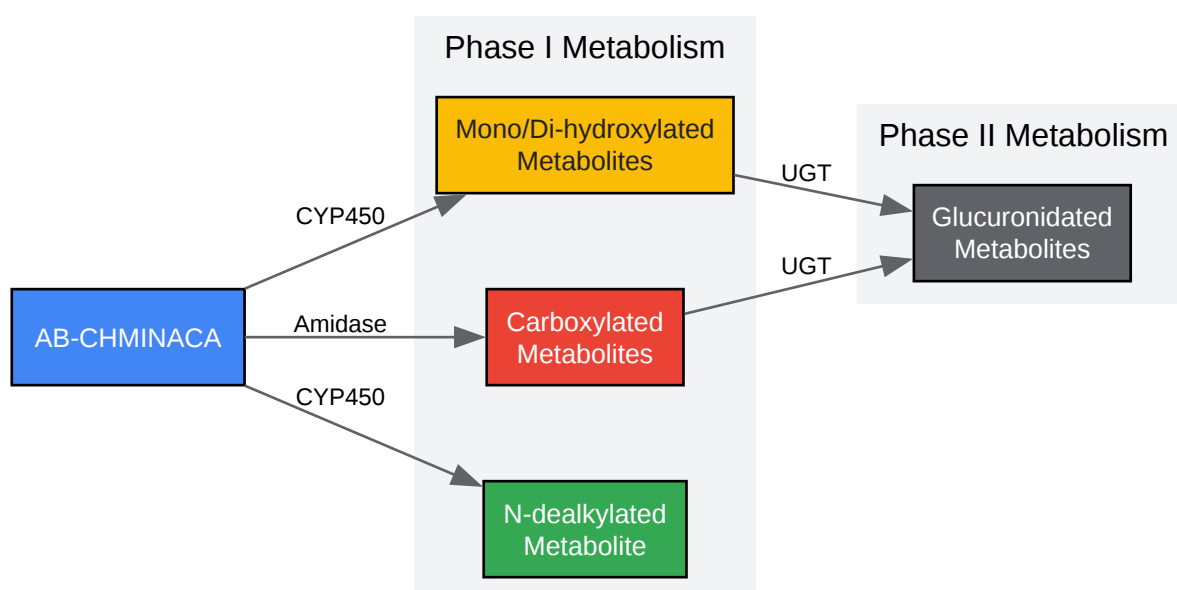 Phase I Metabolism
Mono/Di-hydroxylated
Metabolites
Phase II Metabolism
UGT
Glucuronidated
Metabolites
CYP450
UGT
AB-CHMINACA
Amidase
Carboxylated
Metabolites
CYP450
N-dealkylated
Metabolite